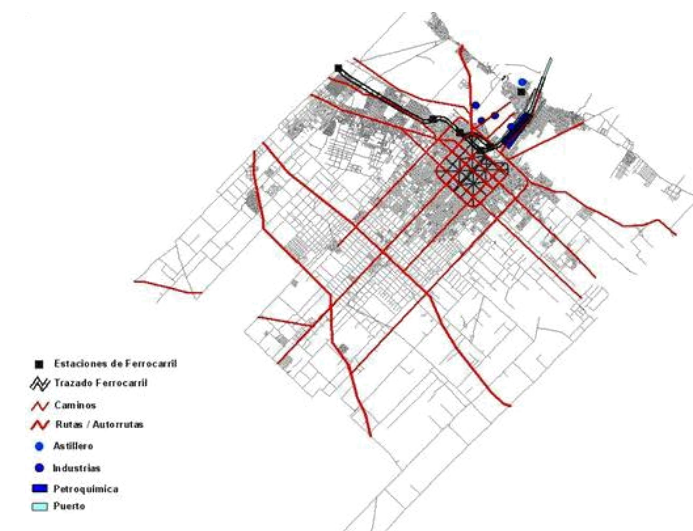 Estaciones de Ferrocarril
Trazado Ferrocarril
Caminos
Rutas / Autorrutas
Astillero
Industrias
Petroquímica
Puerto